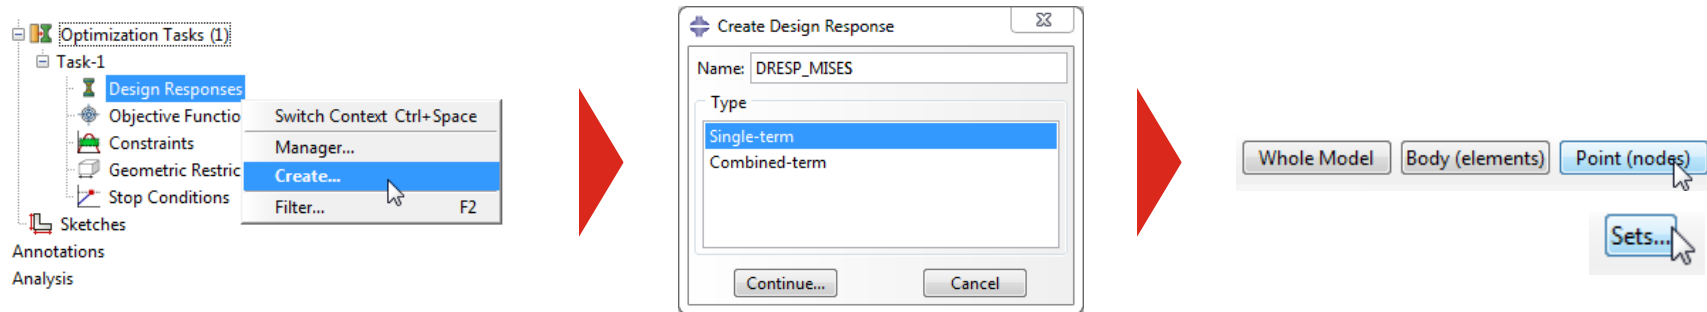 Optimization Tasks (1)
Task-1
Design Responses
Objective Functio
Constraints
Geometric Restric
Stop Conditions
Sketches
Annotations
Analysis
Switch Context Ctrl+Space
Manager...
Create...
Filter... F2
Create Design Response
Name: DRESP_MISES
Type
Single-term
Combined-term
Continue... Cancel
Whole Model Body (elements) Point (nodes)
Sets...